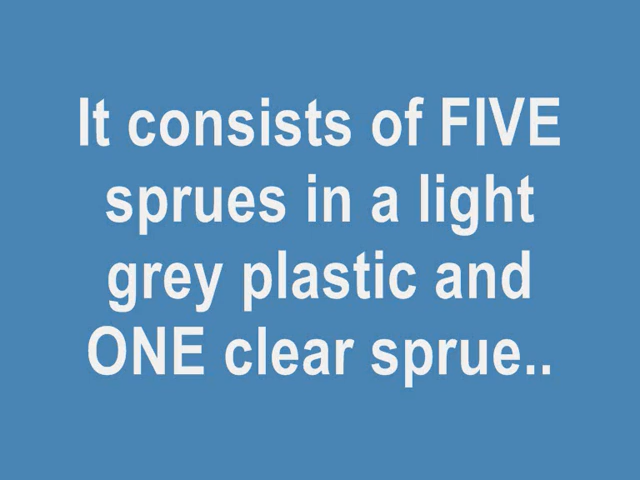 It consists of FIVE
sprues in a light
grey plastic and
ONE clear sprue..